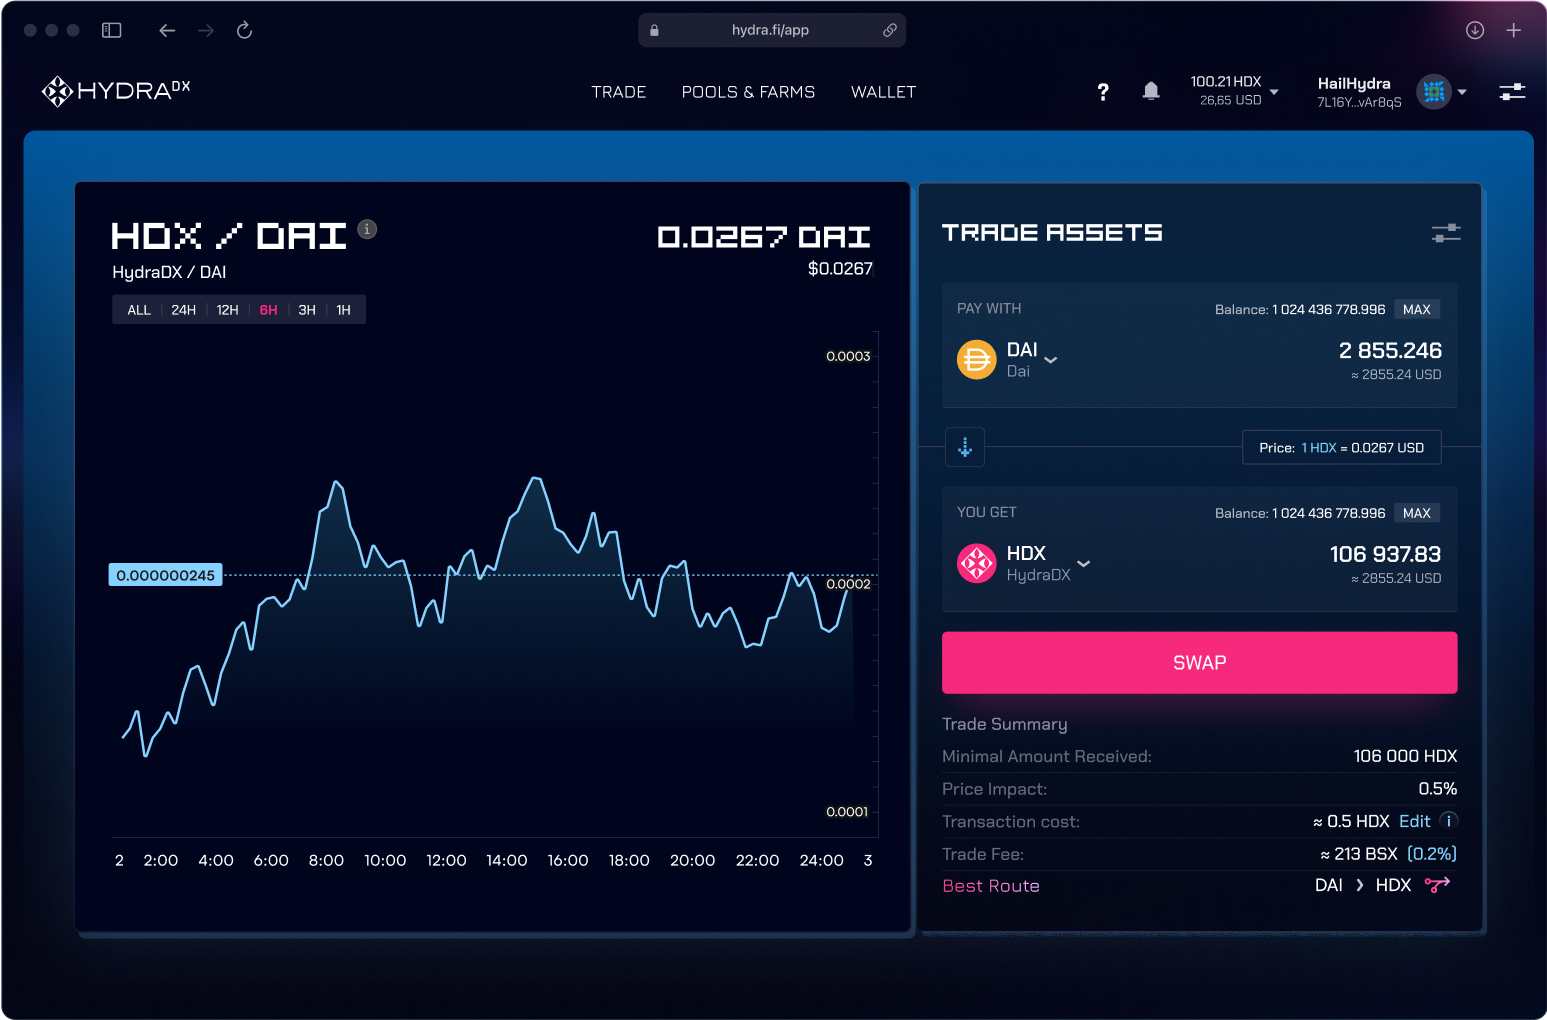 hydra.fi/app
HYDRADX
TRADE POOLS & FARMS WALLET
?
100.21 HDX
26,65 USD
HailHydra
7L16Y...vAr8qS
HDX / DAI i
HydraDX / DAI
0.0267 DAI
$0.0267
ALL 24H 12H 6H 3H 1H
0.0003
0.000000245
0.0002
0.0001
2 2:00 4:00 6:00 8:00 10:00 12:00 14:00 16:00 18:00 20:00 22:00 24:00 3
TRADE ASSETS
PAY WITH Balance: 1 024 436 778.996 MAX
DAI 2 855.246
Dai ≈ 2855.24 USD
Price: 1 HDX = 0.0267 USD
YOU GET Balance: 1 024 436 778.996 MAX
HDX 106 937.83
HydraDX ≈ 2855.24 USD
SWAP
Trade Summary
Minimal Amount Received: 106 000 HDX
Price Impact: 0.5%
Transaction cost: ≈ 0.5 HDX Edit i
Trade Fee: ≈ 213 BSX (0.2%)
Best Route DAI > HDX